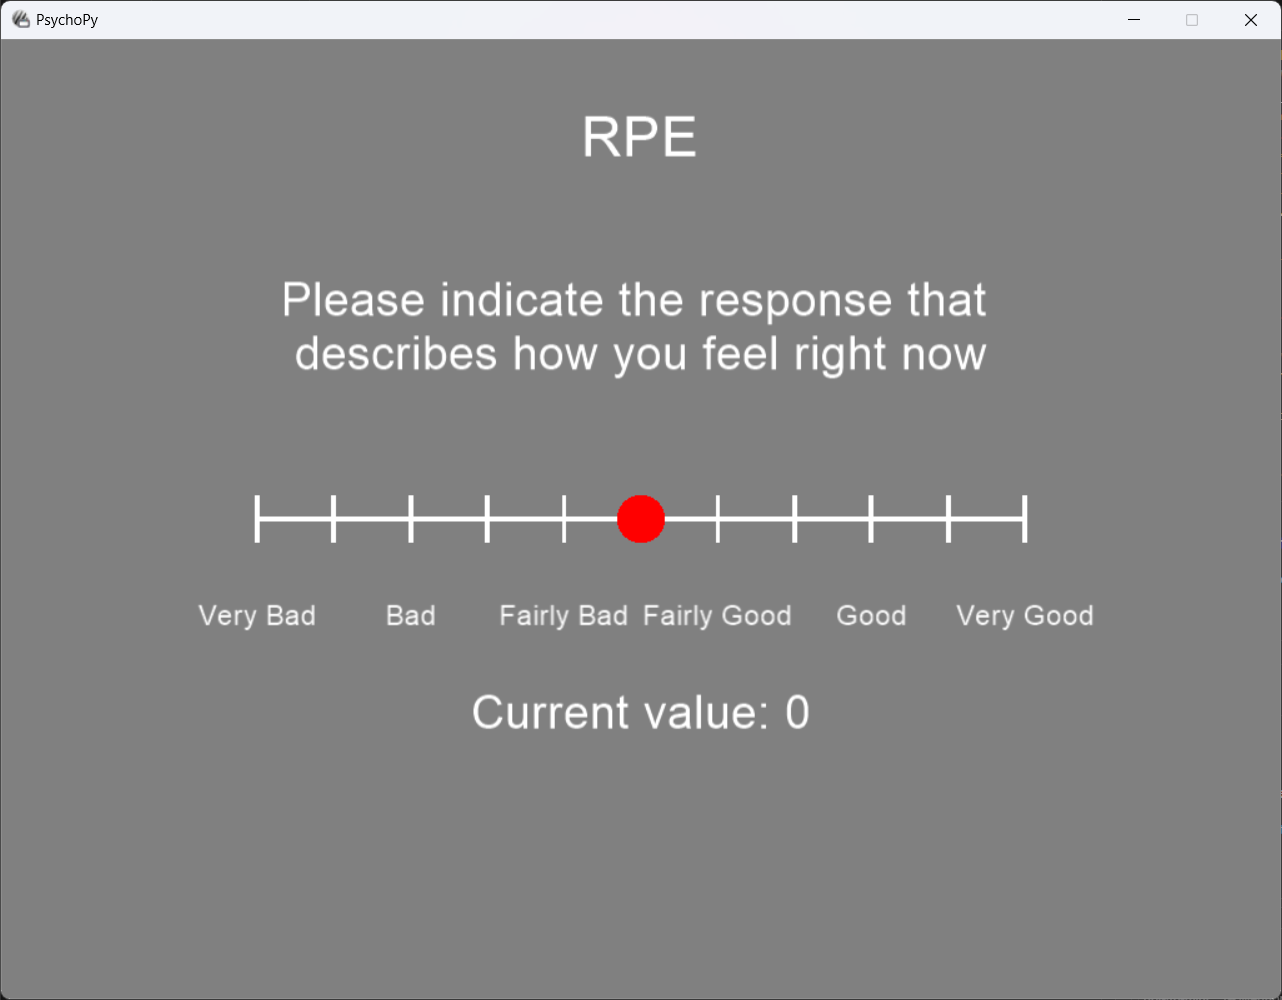 PsychoPy
RPE
Please indicate the response that
describes how you feel right now
Very Bad Bad Fairly Bad Fairly Good Good Very Good
Current value: 0